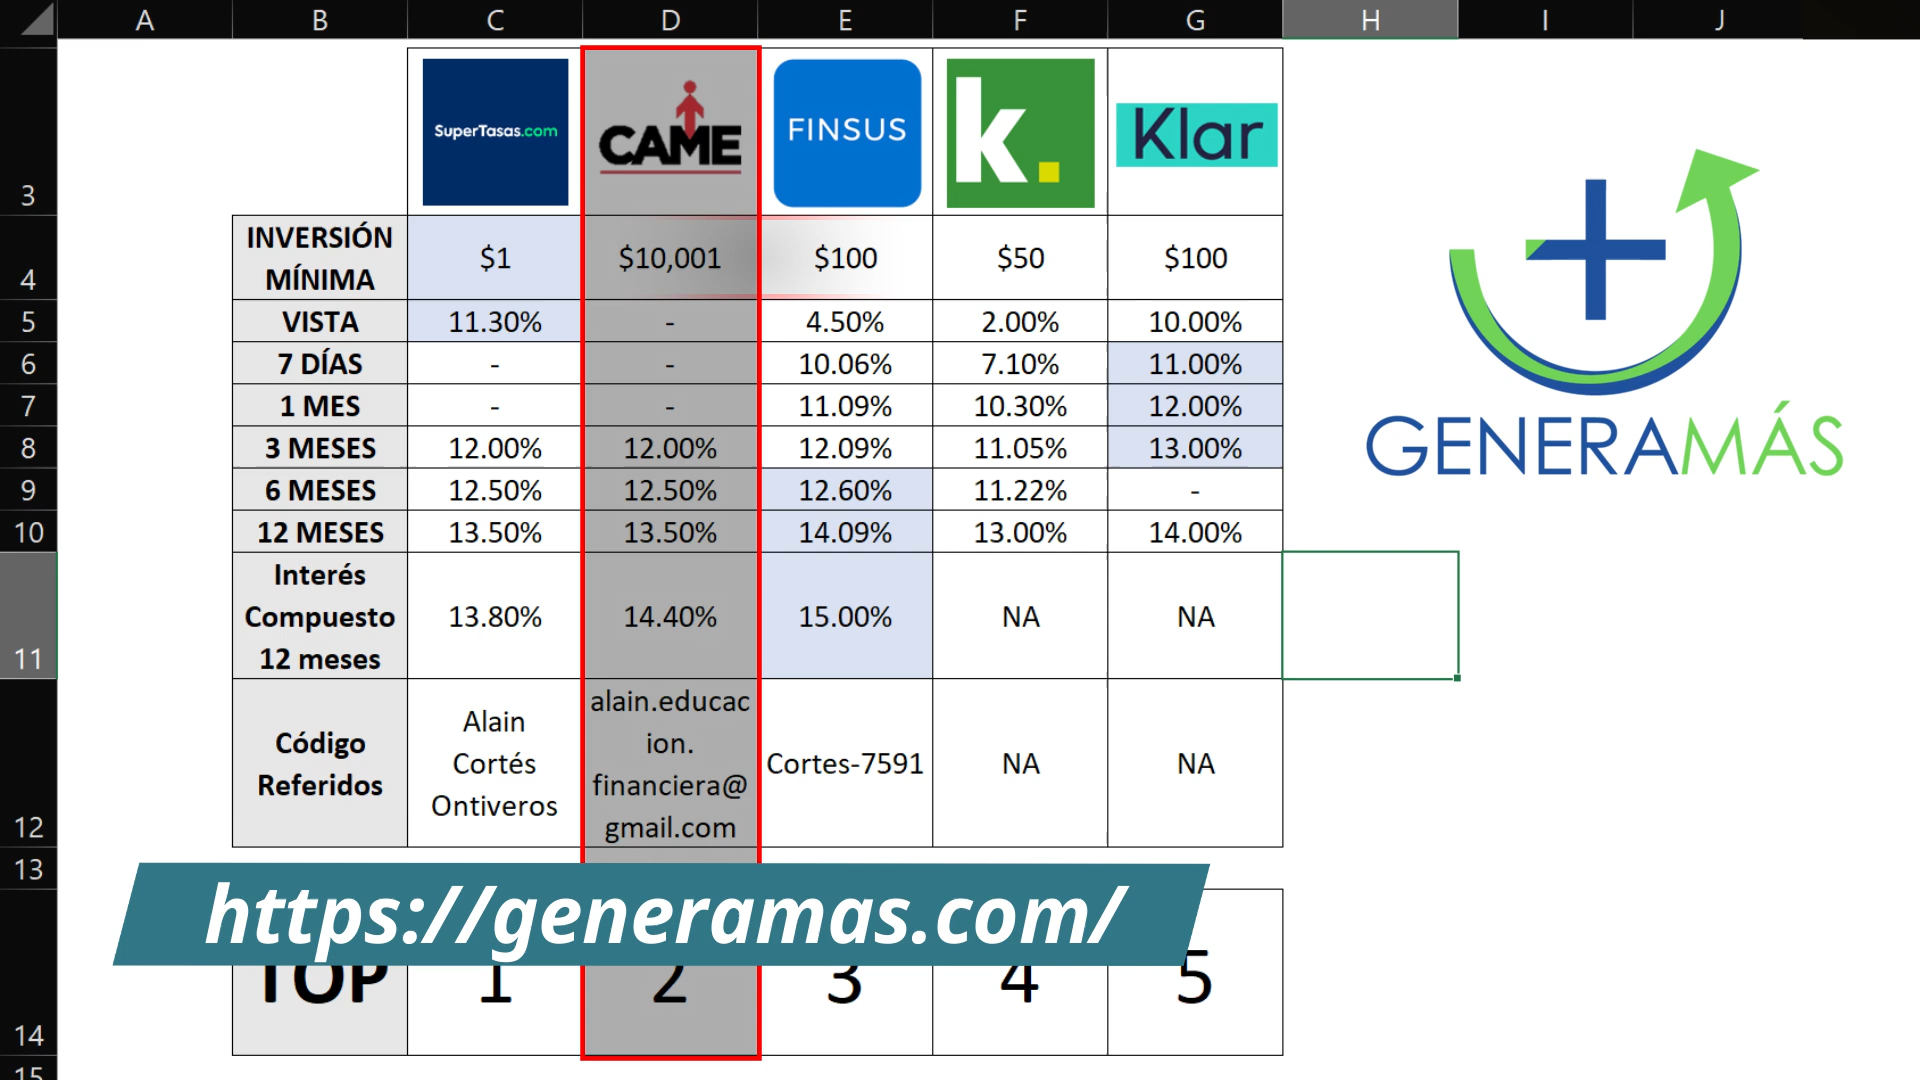 A B C D E F G H I J
3 SuperTasas.com CAME FINSUS k. Klar
4 INVERSIÓN MÍNIMA $1 $10,001 $100 $50 $100
5 VISTA 11.30% - 4.50% 2.00% 10.00%
6 7 DÍAS - - 10.06% 7.10% 11.00%
7 1 MES - - 11.09% 10.30% 12.00%
8 3 MESES 12.00% 12.00% 12.09% 11.05% 13.00%
9 6 MESES 12.50% 12.50% 12.60% 11.22% -
10 12 MESES 13.50% 13.50% 14.09% 13.00% 14.00%
11 Interés Compuesto 12 meses 13.80% 14.40% 15.00% NA NA
12 Código Referidos Alain Cortés Ontiveros alain.educacion.financiera@gmail.com Cortes-7591 NA NA
13
https://generamas.com/
14 TOP 1 2 3 4 5
15
GENERAMÁS